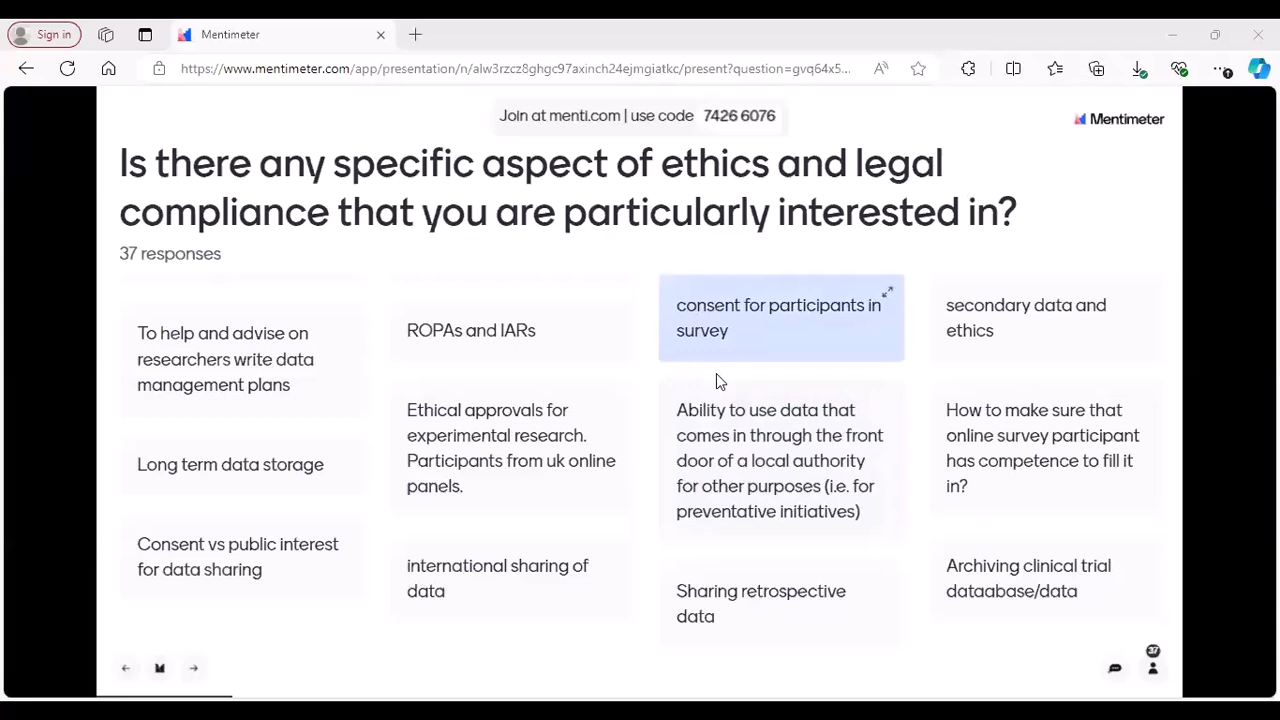 Sign in
Mentimeter
https://www.mentimeter.com/app/presentation/n/alw3rzcz8ghgc97axinch24ejmgiatkc/present?question=gvq64x5...
Join at menti.com | use code 7426 6076
Mentimeter
Is there any specific aspect of ethics and legal
compliance that you are particularly interested in?
37 responses
To help and advise on
researchers write data
management plans
Long term data storage
Consent vs public interest
for data sharing
ROPAs and IARs
Ethical approvals for
experimental research.
Participants from uk online
panels.
international sharing of
data
consent for participants in
survey
Ability to use data that
comes in through the front
door of a local authority
for other purposes (i.e. for
preventative initiatives)
Sharing retrospective
data
secondary data and
ethics
How to make sure that
online survey participant
has competence to fill it
in?
Archiving clinical trial
dataabase/data
37